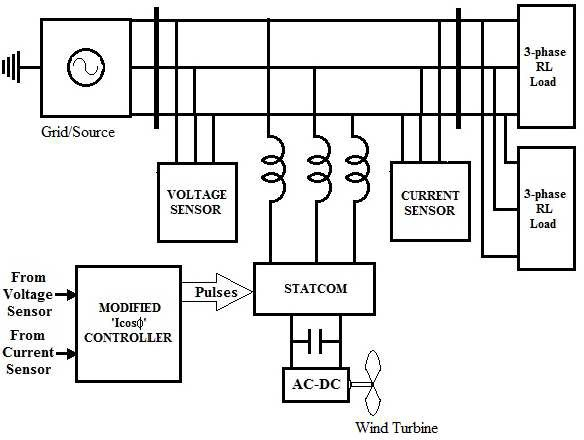 Grid/Source
3-phase
RL
Load
VOLTAGE
SENSOR
CURRENT
SENSOR
3-phase
RL
Load
From
Voltage
Sensor
From
Current
Sensor
MODIFIED
'Icosϕ'
CONTROLLER
Pulses
STATCOM
AC-DC
Wind Turbine